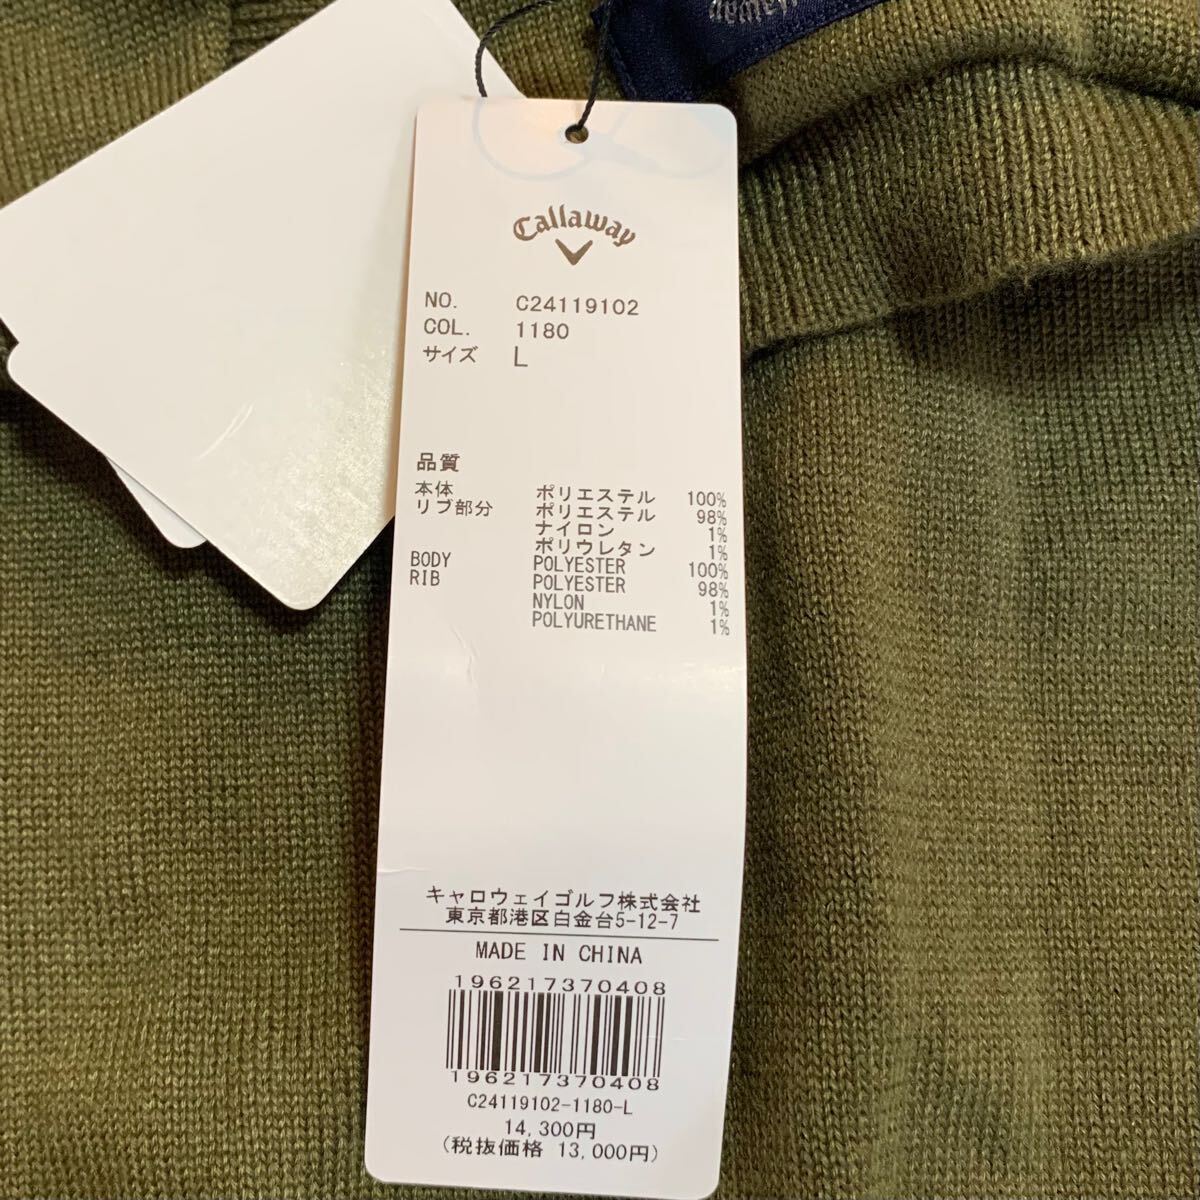 Callaway
NO. C24119102
COL. 1180
サイズ L
品質
本体 ポリエステル 100%
リブ部分 ポリエステル 98%
ナイロン 1%
ポリウレタン 1%
BODY POLYESTER 100%
RIB POLYESTER 98%
NYLON 1%
POLYURETHANE 1%
キャロウェイゴルフ株式会社
東京都港区白金台5-12-7
MADE IN CHINA
196217370408
196217370408
C24119102-1180-L
14,300円
(税抜価格 13,000円)